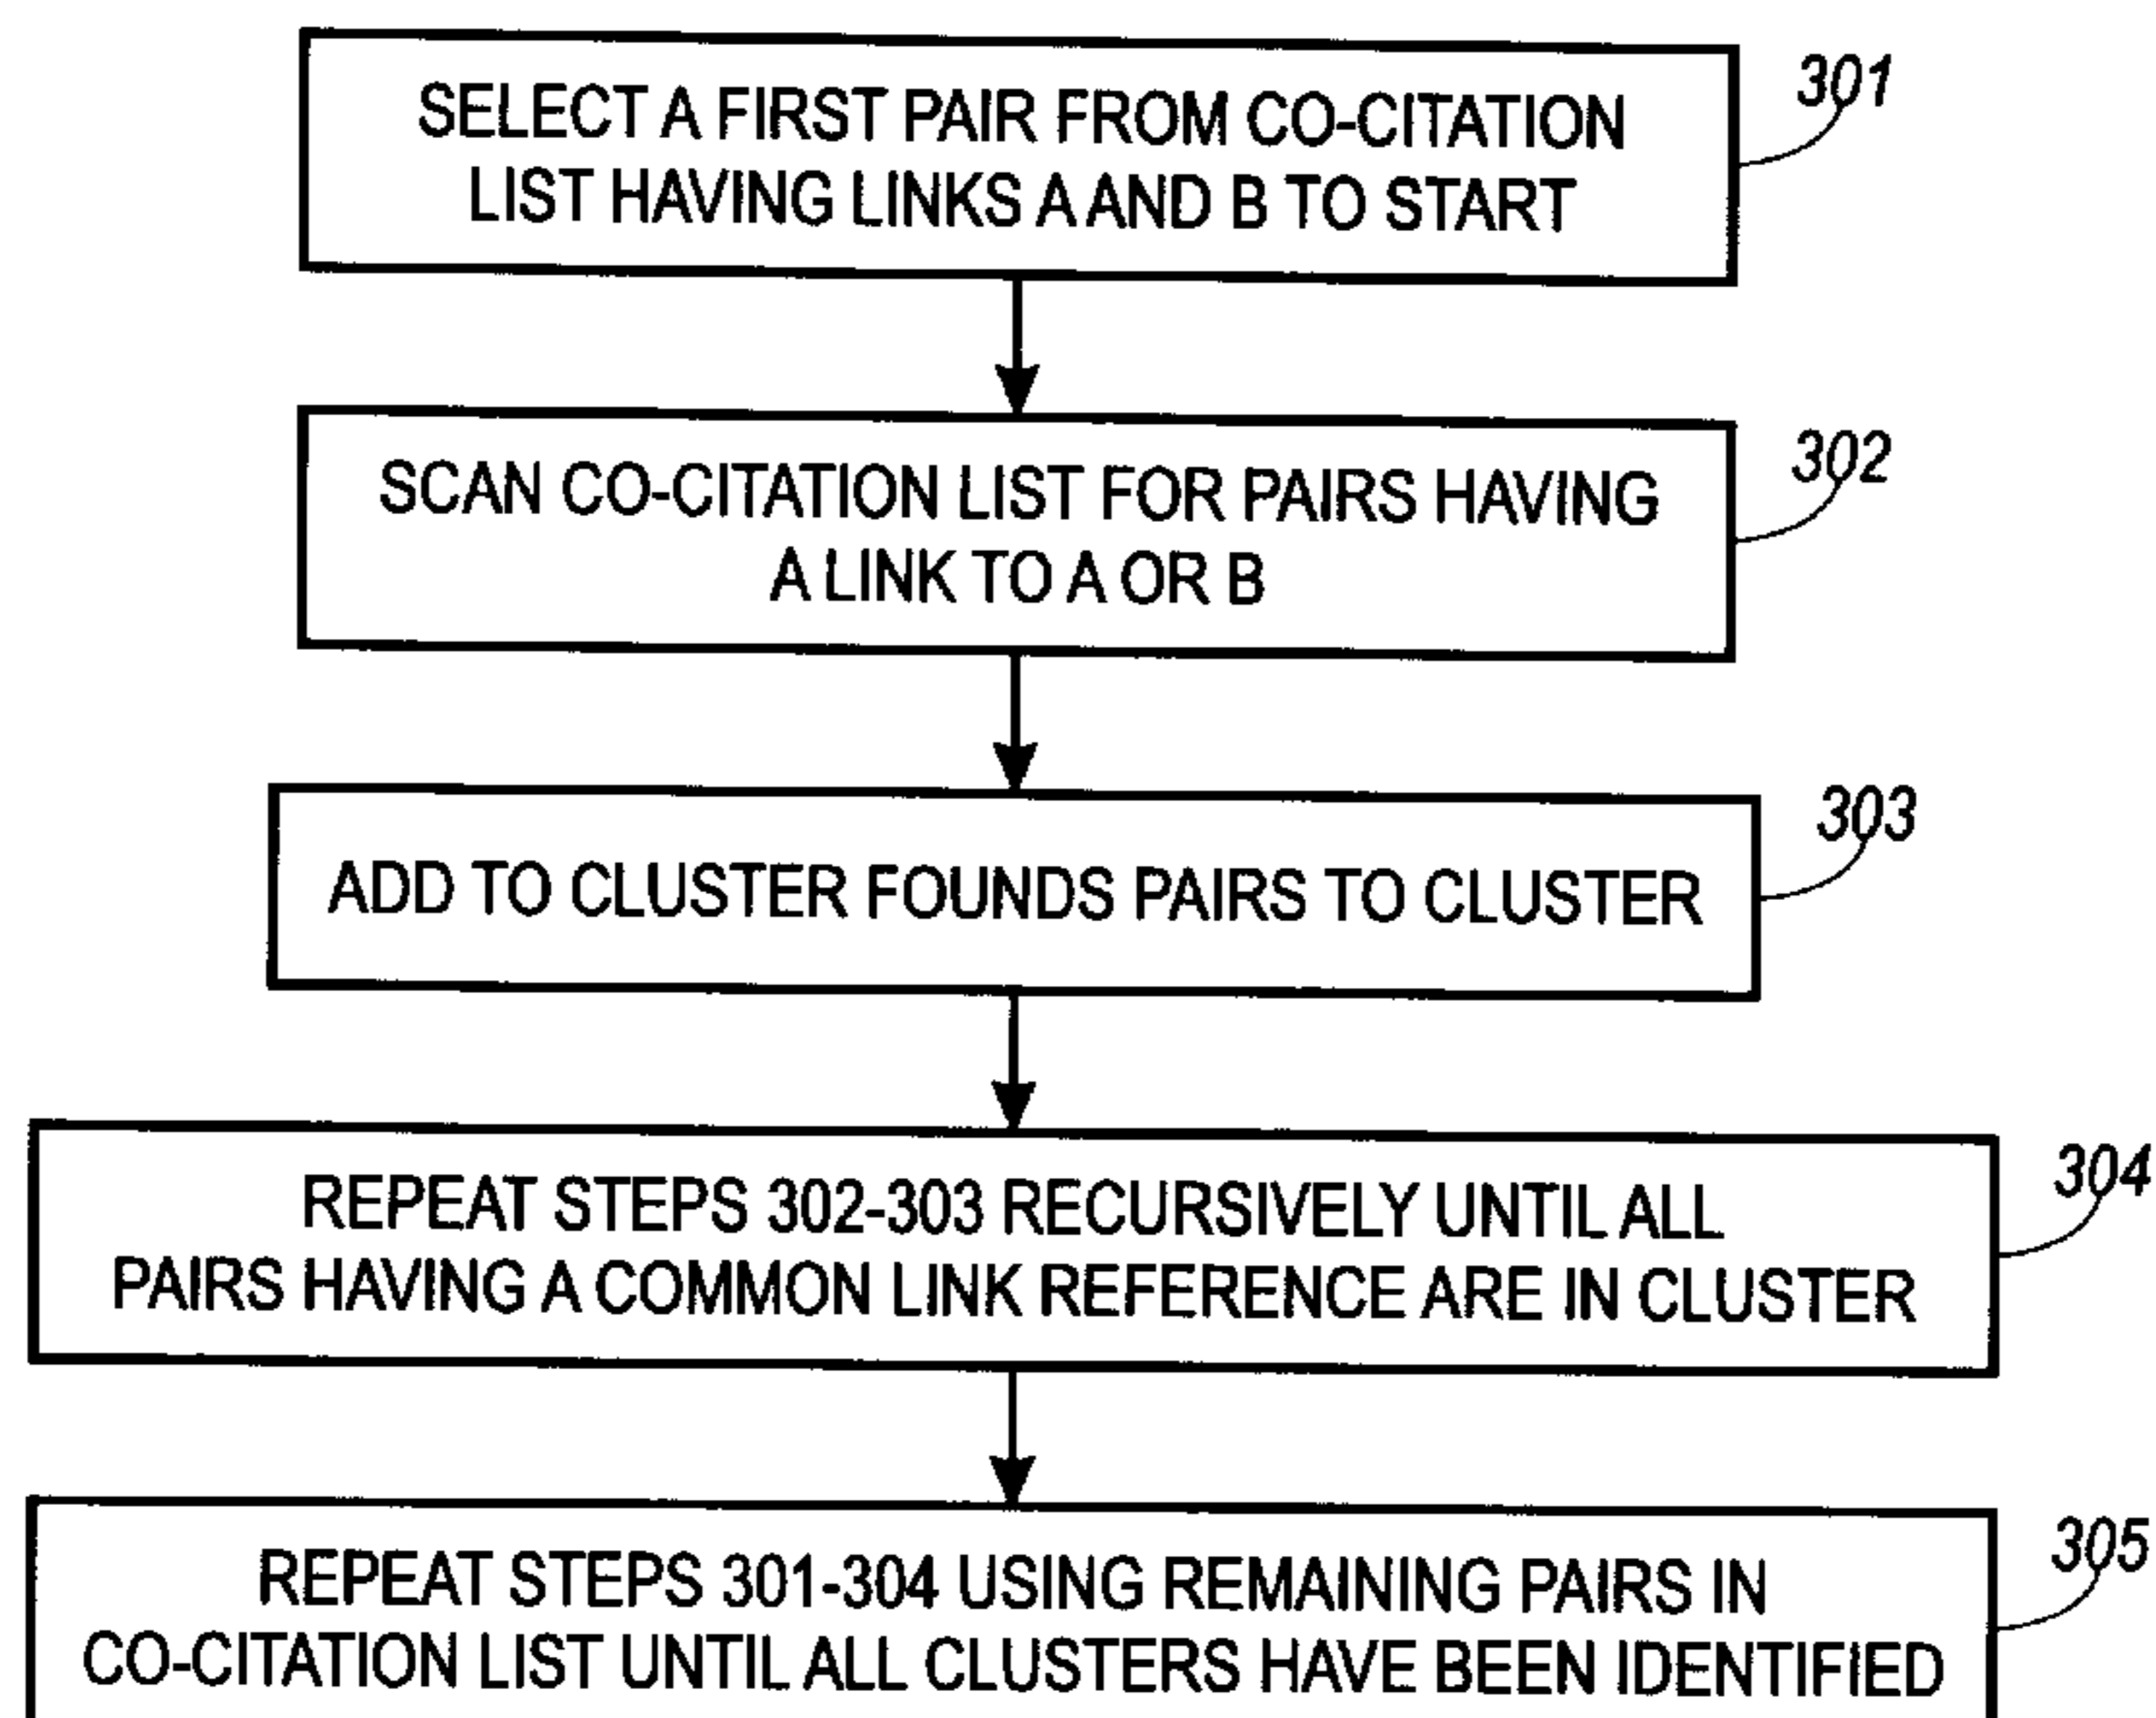 SELECT A FIRST PAIR FROM CO-CITATION
LIST HAVING LINKS A AND B TO START
301
SCAN CO-CITATION LIST FOR PAIRS HAVING
A LINK TO A OR B
302
ADD TO CLUSTER FOUNDS PAIRS TO CLUSTER
303
REPEAT STEPS 302-303 RECURSIVELY UNTIL ALL
PAIRS HAVING A COMMON LINK REFERENCE ARE IN CLUSTER
304
REPEAT STEPS 301-304 USING REMAINING PAIRS IN
CO-CITATION LIST UNTIL ALL CLUSTERS HAVE BEEN IDENTIFIED
305